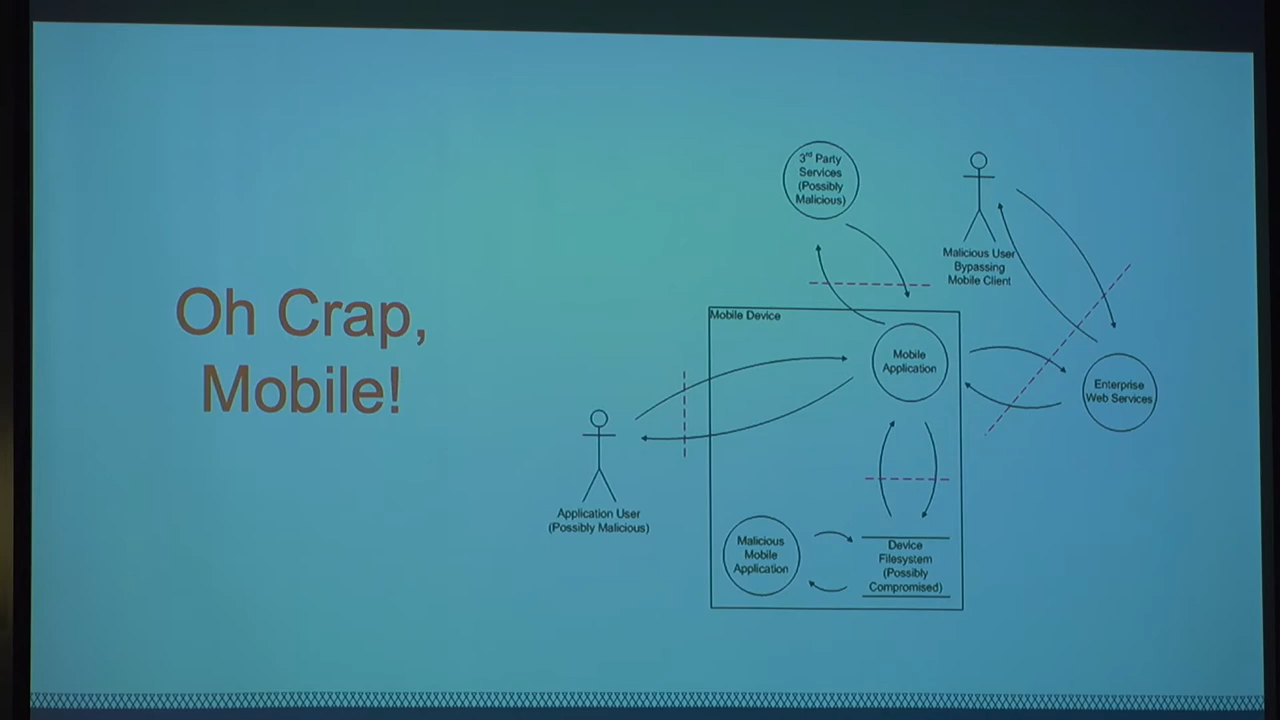 Oh Crap,
Mobile!
3rd Party
Services
(Possibly
Malicious)
Malicious User
Bypassing
Mobile Client
Mobile Device
Mobile
Application
Enterprise
Web Services
Application User
(Possibly Malicious)
Malicious
Mobile
Application
Device
Filesystem
(Possibly
Compromised)